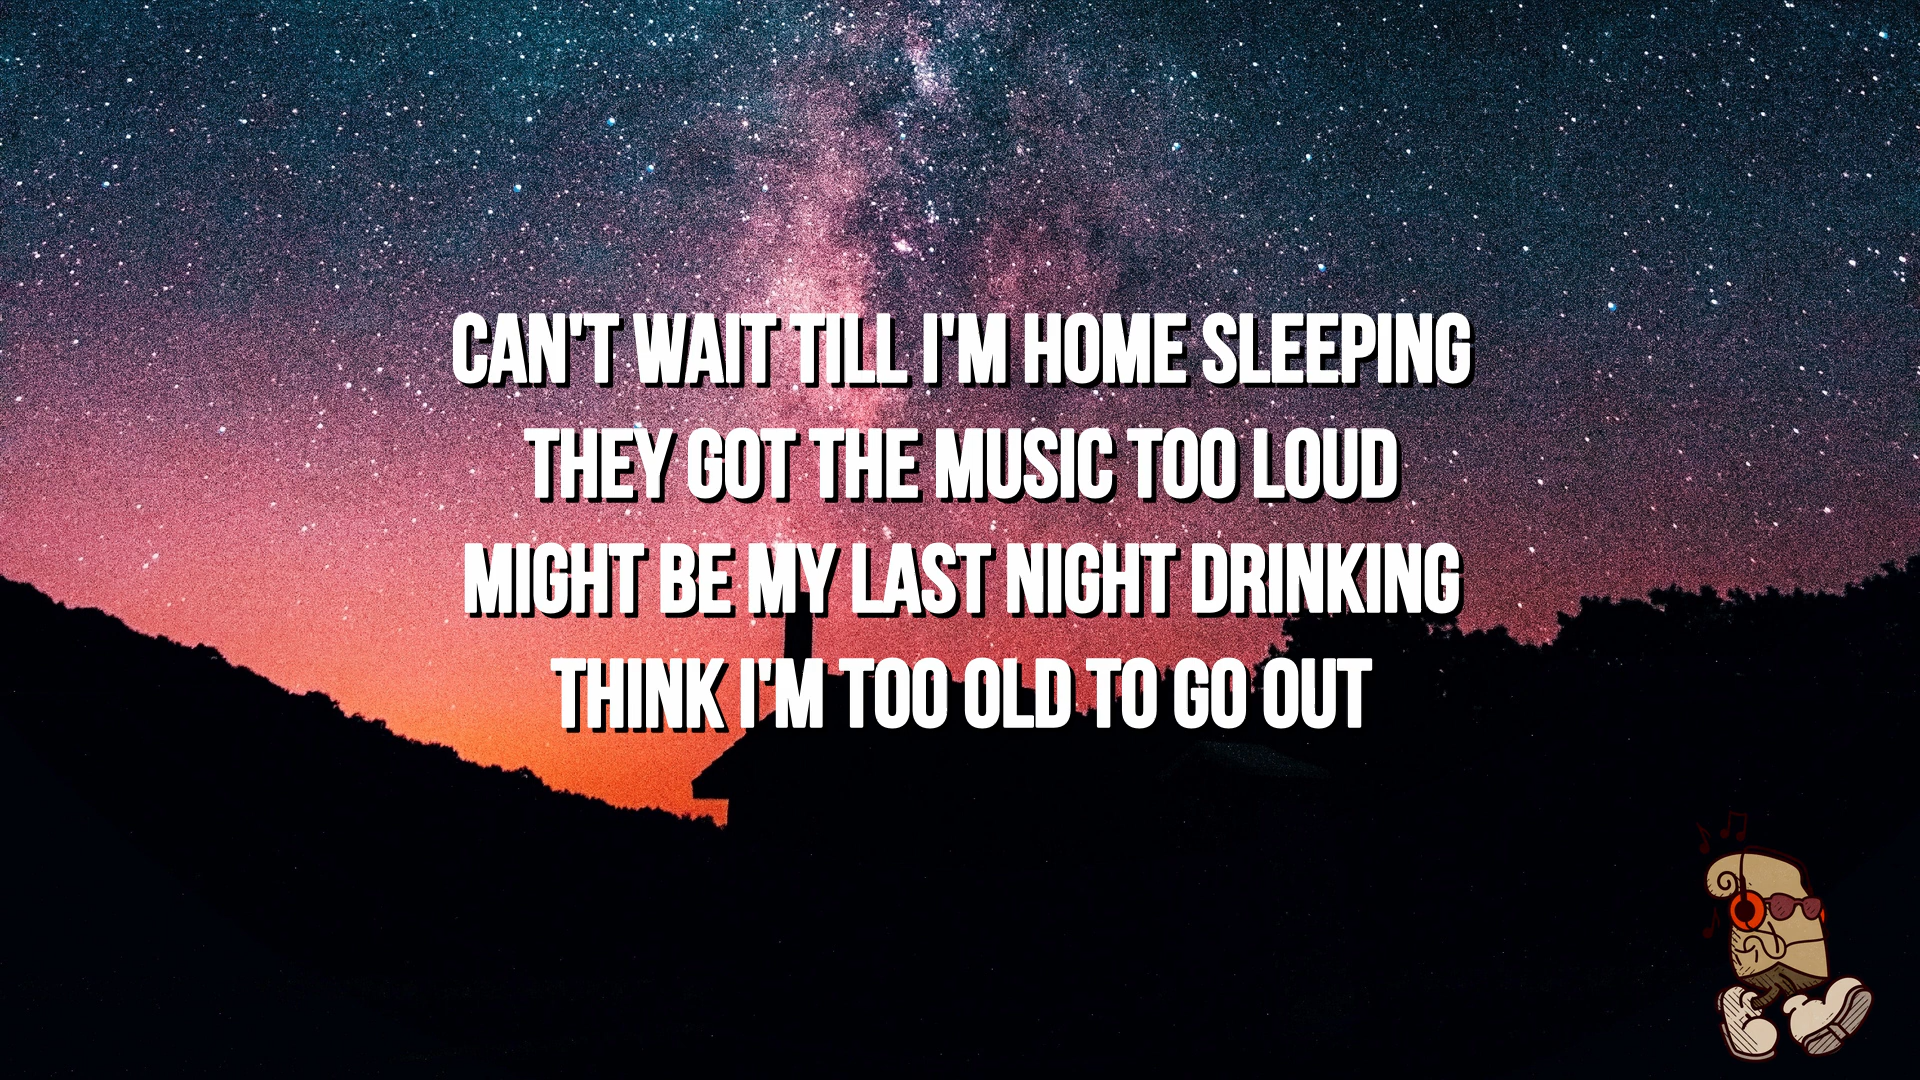 CAN'T WAIT TILL I'M HOME SLEEPING
THEY GOT THE MUSIC TOO LOUD
MIGHT BE MY LAST NIGHT DRINKING
THINK I'M TOO OLD TO GO OUT